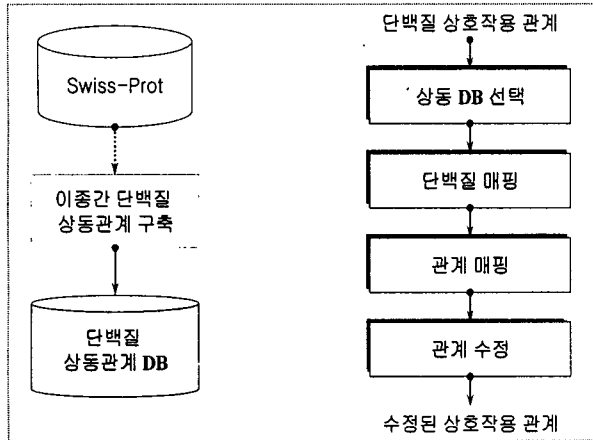 Swiss-Prot
이종간 단백질
상동관계 구축
단백질
상동관계 DB
단백질 상호작용 관계
상동 DB 선택
단백질 매핑
관계 매핑
관계 수정
수정된 상호작용 관계